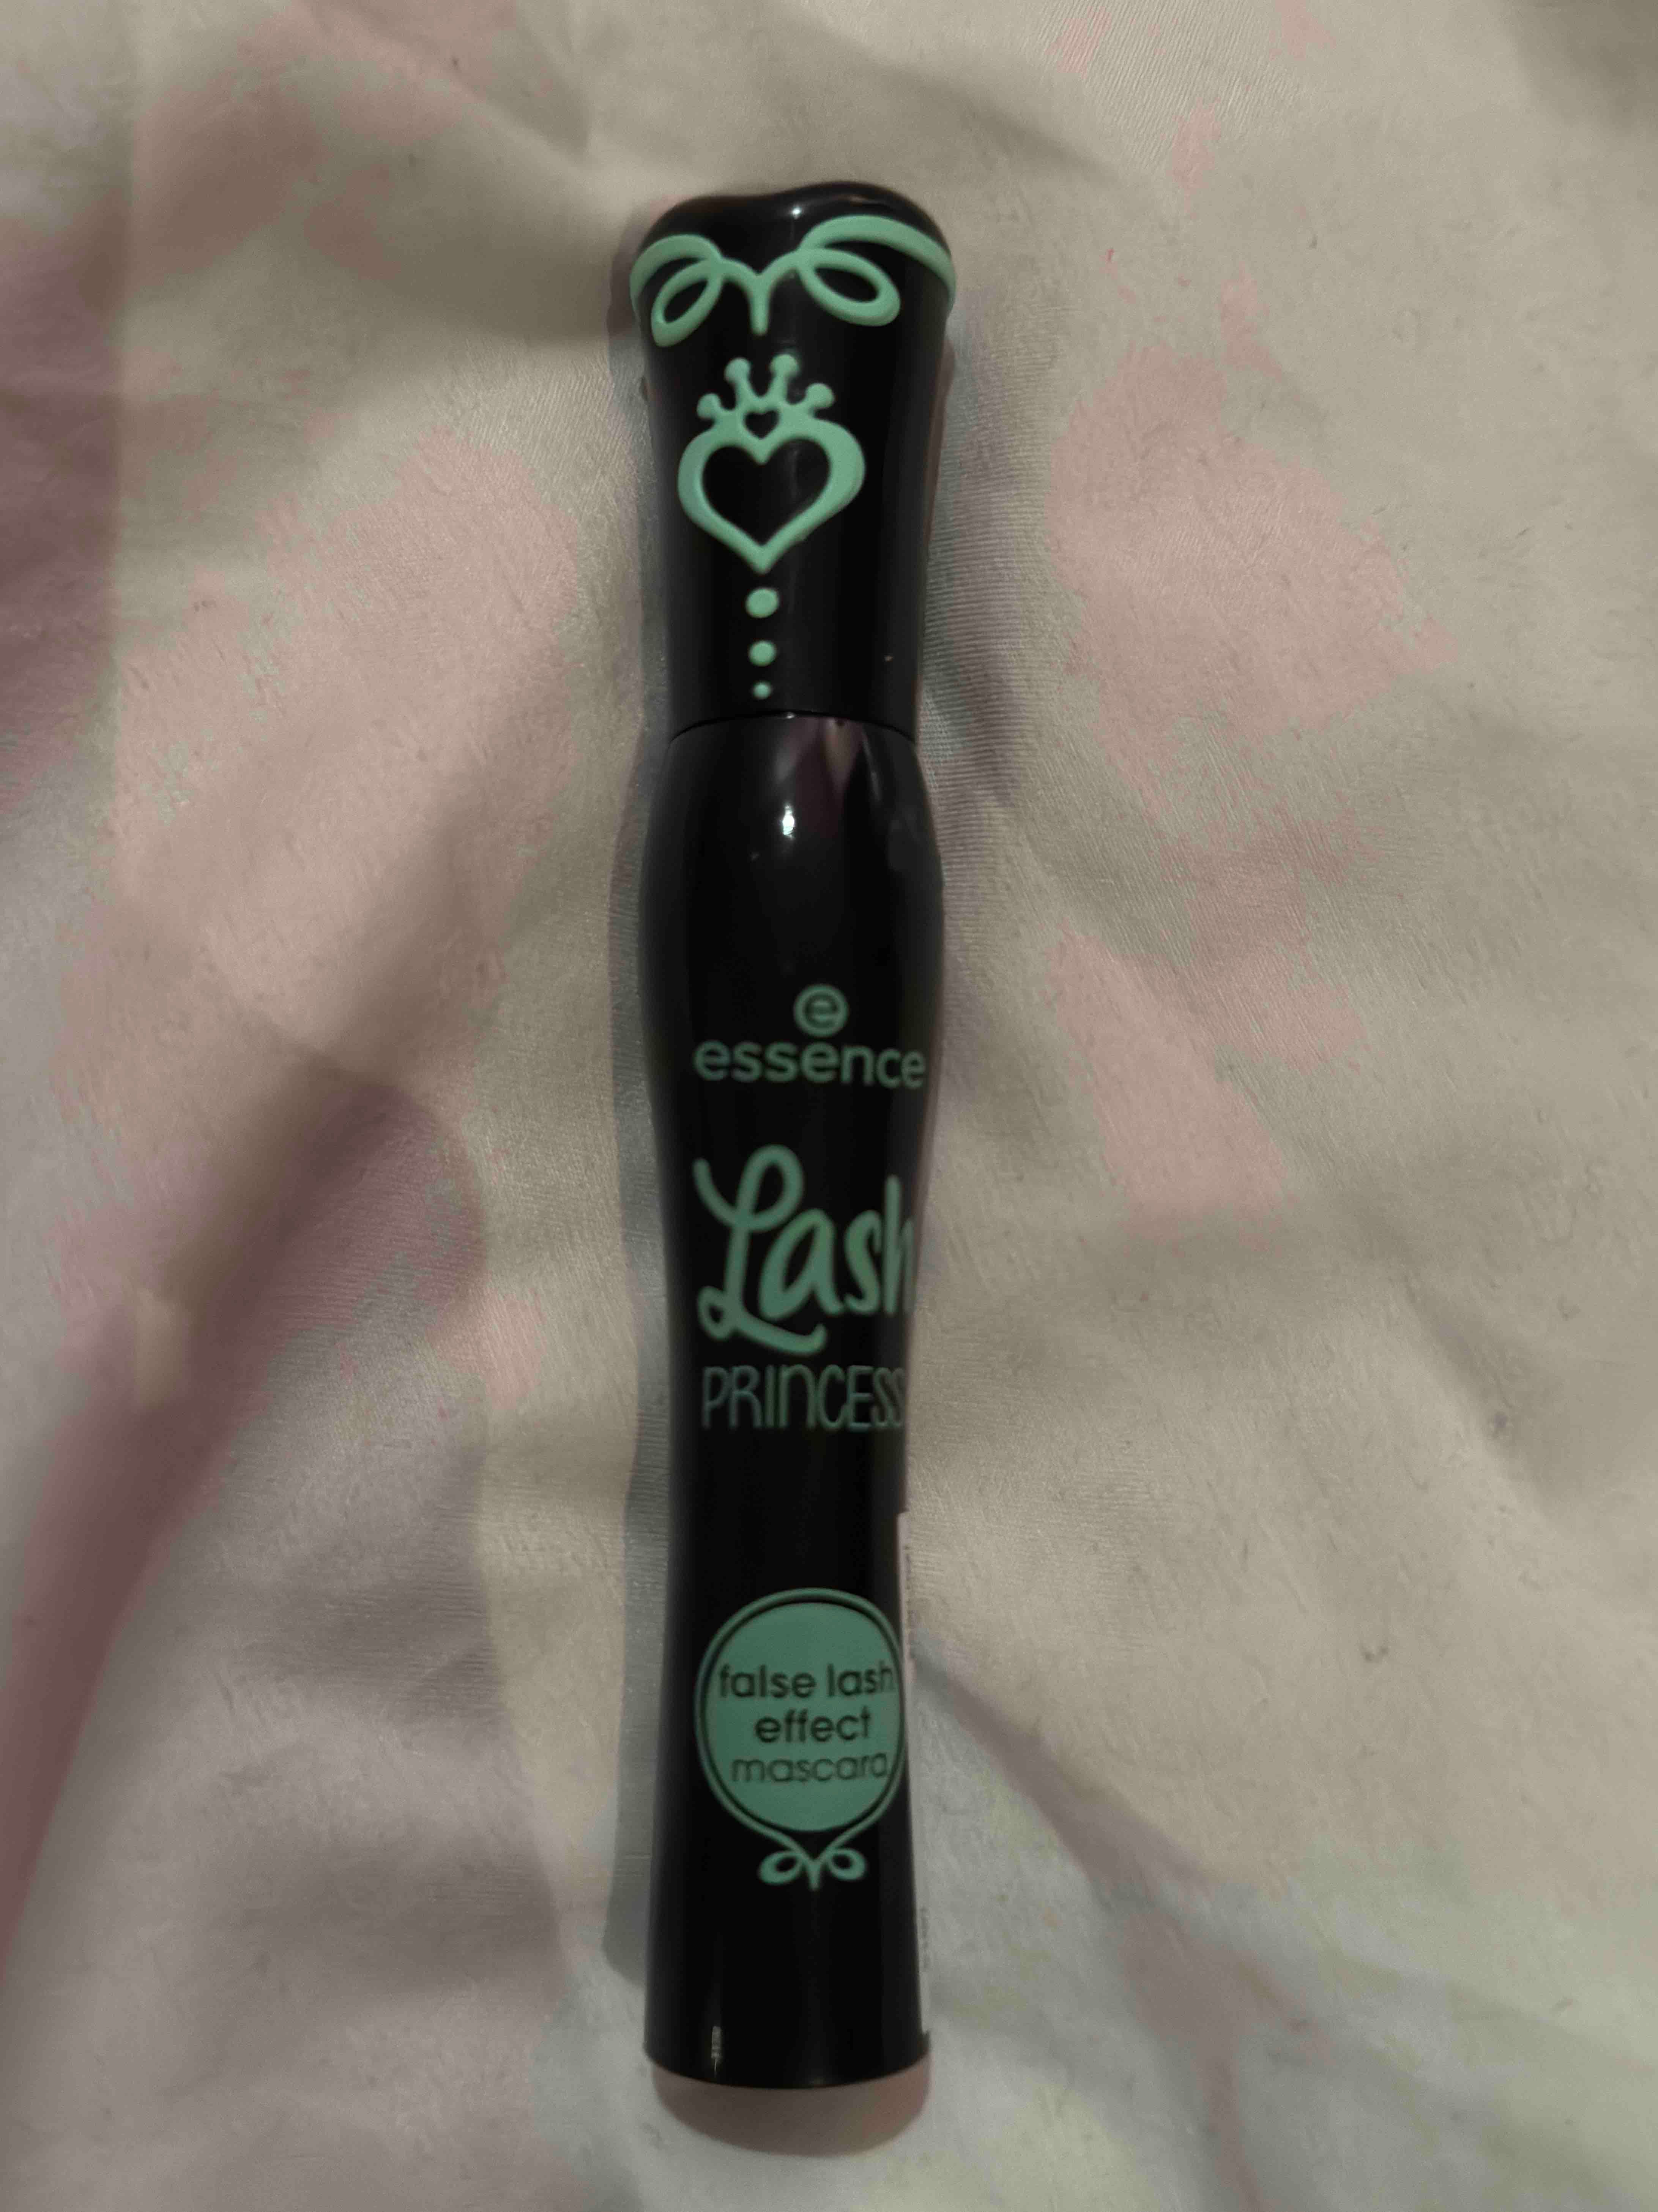 e
essence
Lash
PRINCESS
false lash
effect
mascara